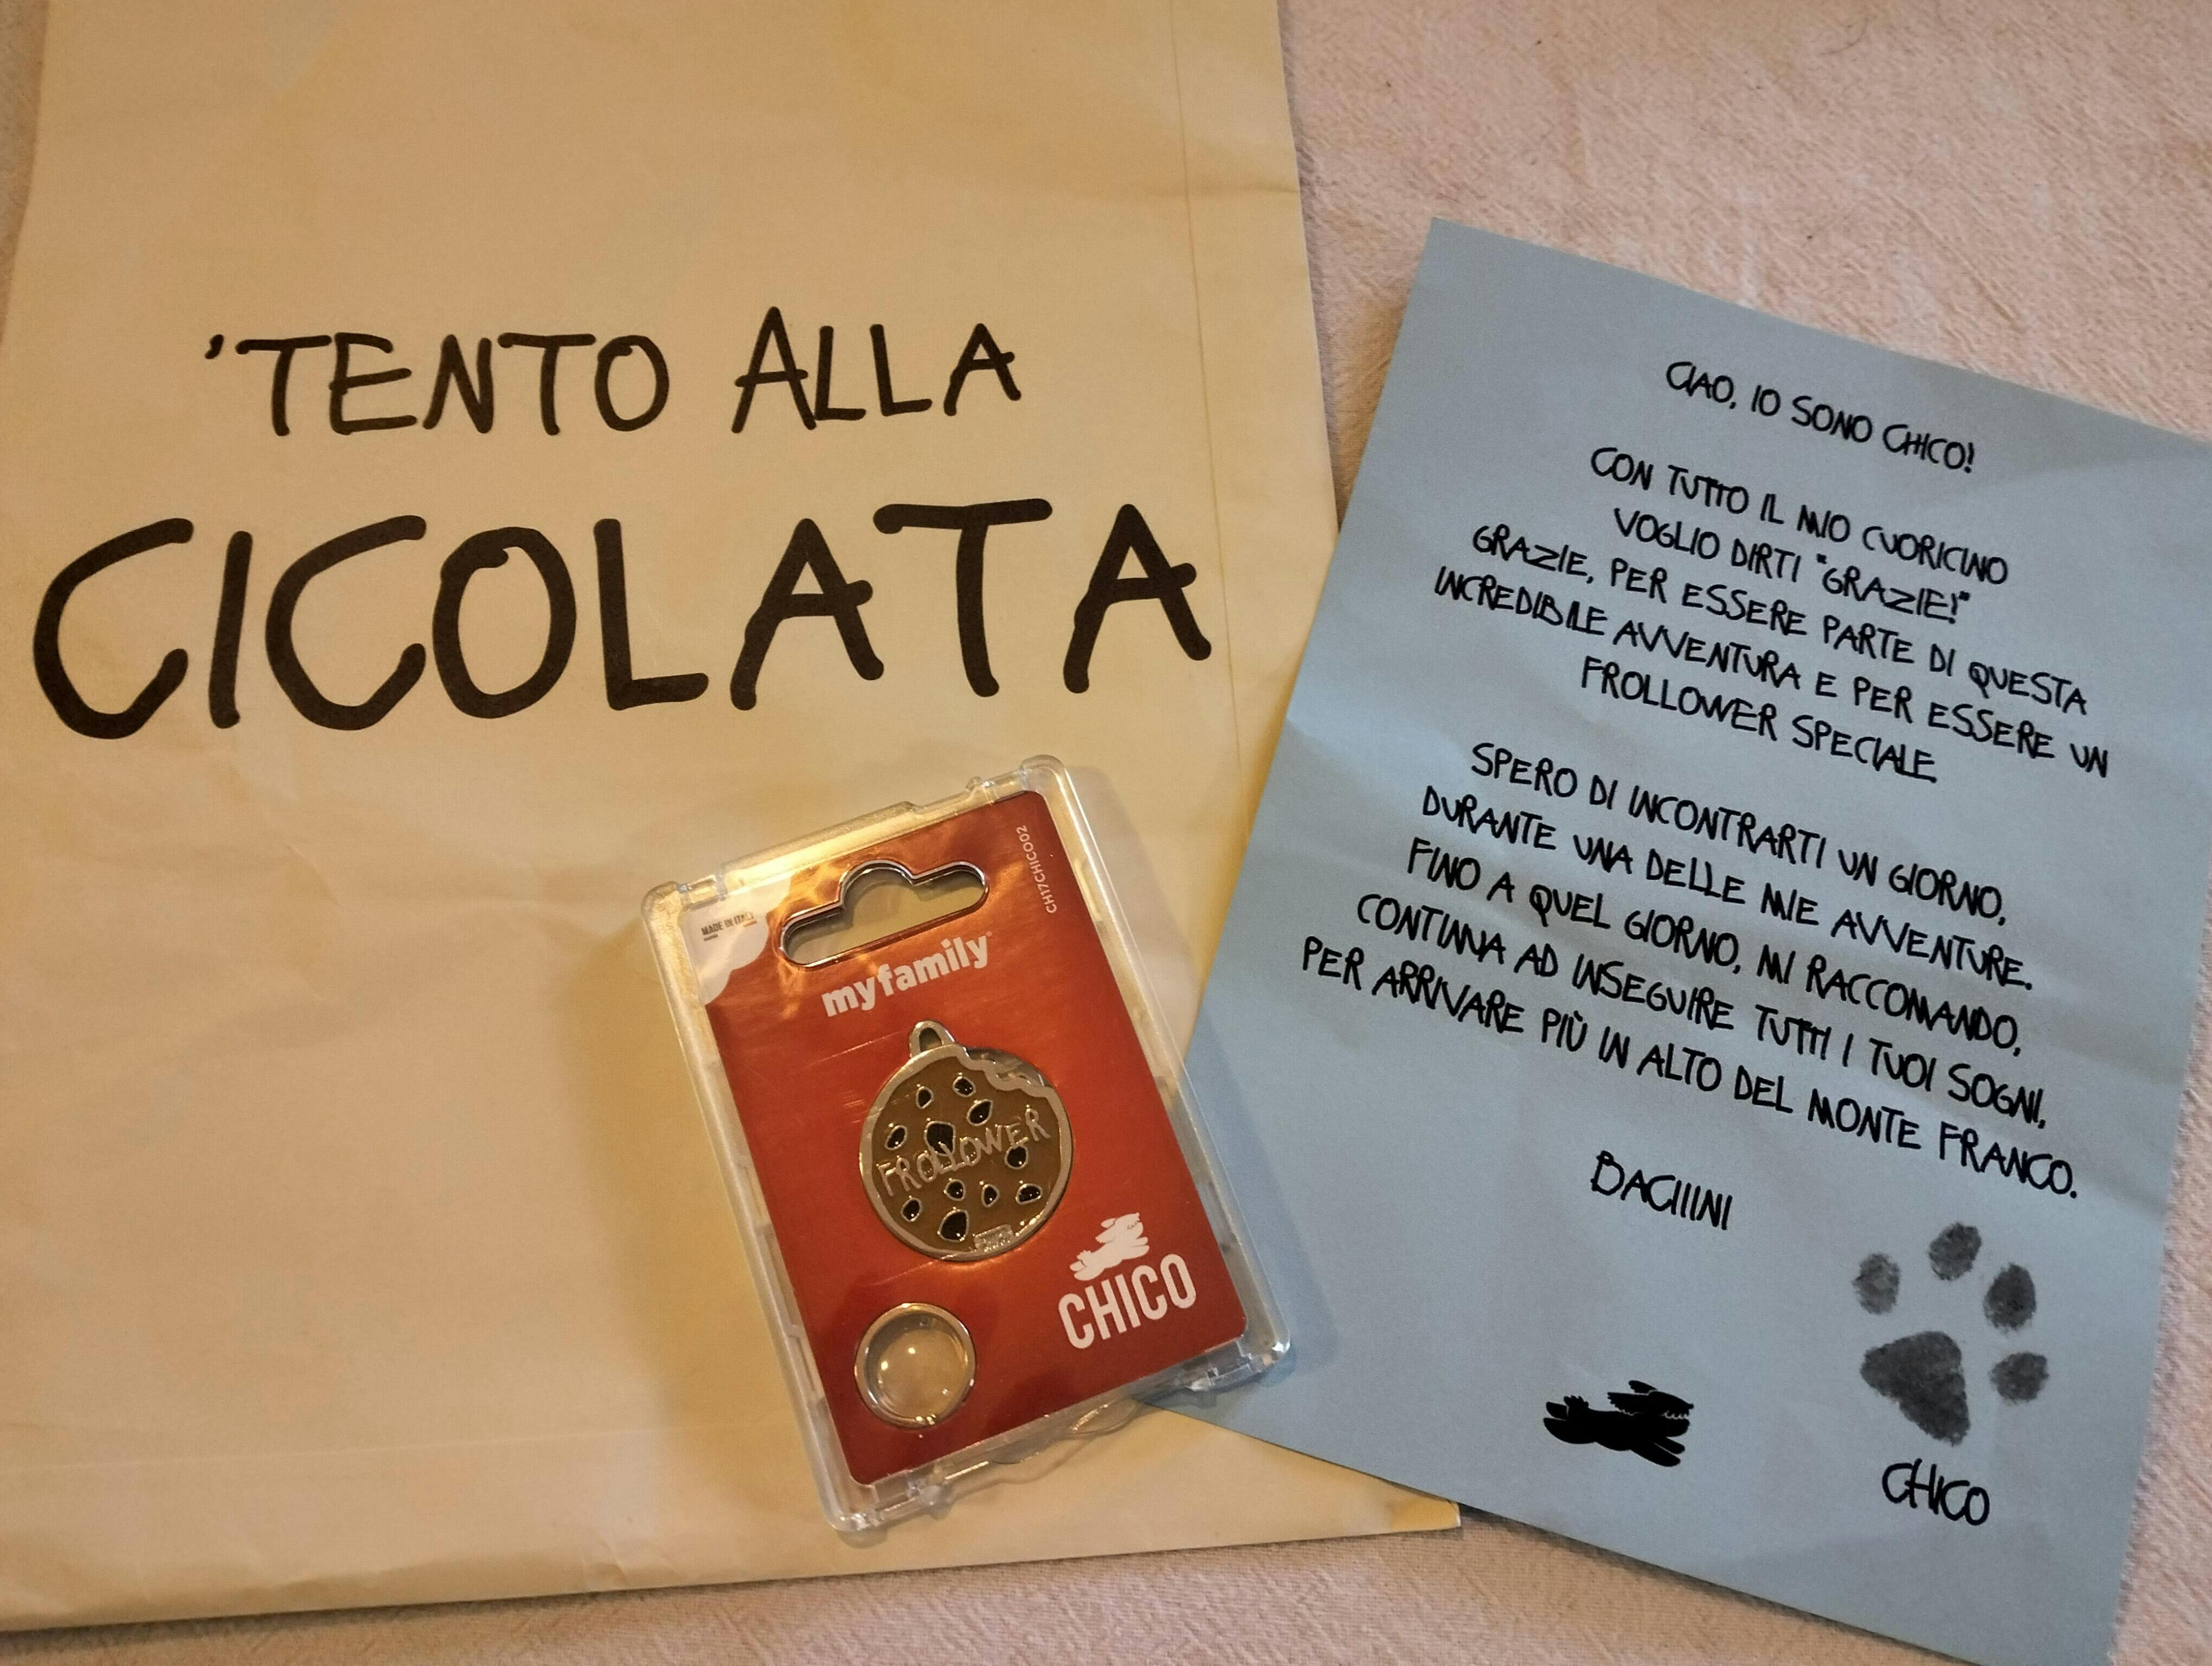 'TENTO ALLA
CICOLATA
MADE IN ITALY
CH17CHICO02
myfamily
FROLLOWER
CHICO
CIAO, IO SONO CHICO!
CON TUTTO IL MIO CUORICINO
VOGLIO DIRTI "GRAZIE!"
GRAZIE, PER ESSERE PARTE DI QUESTA
INCREDIBILE AVVENTURA E PER ESSERE UN
FROLLOWER SPECIALE
SPERO DI INCONTRARTI UN GIORNO,
DURANTE UNA DELLE MIE AVVENTURE.
FINO A QUEL GIORNO, MI RACCOMANDO,
CONTINUA AD INSEGUIRE TUTTI I TUOI SOGNI,
PER ARRIVARE PIÙ IN ALTO DEL MONTE FRANCO.
BACIIINI
CHICO